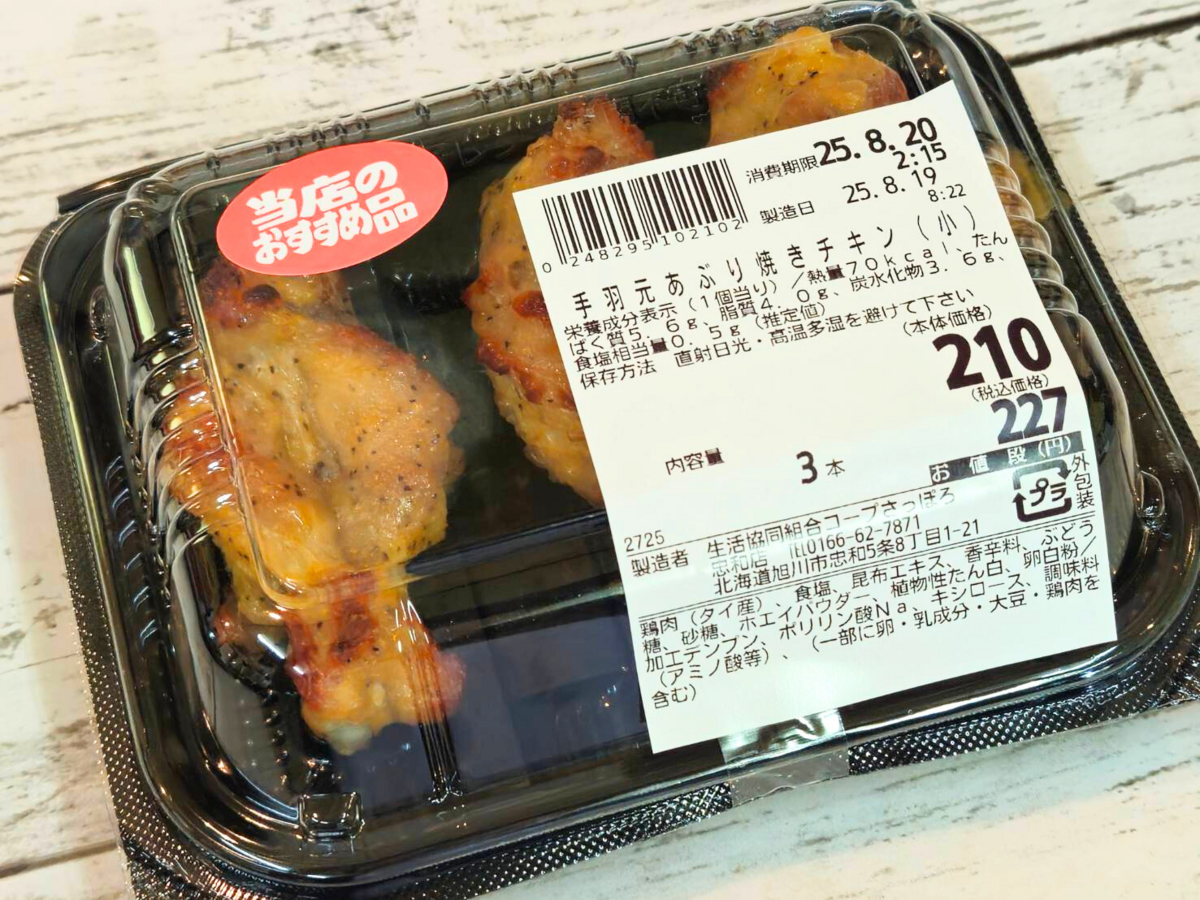 当店の
おすすめ品
消費期限25.8.20
2:15
製造日 25.8.19
8:22
0 248295 102102
手羽元あぶり焼きチキン(小)
栄養成分表示(1個当り)/熱量70kcal、たん
ぱく質5.6g、脂質4.0g、炭水化物3.6g、
食塩相当量0.5g(推定値)
保存方法 直射日光・高温多湿を避けて下さい
(本体価格)
210
(税込価格)
227
お値段(円)
内容量 3本
プラ
外包装
2725
製造者 生活協同組合コープさっぽろ
忠和店 TEL0166-62-7871
北海道旭川市忠和5条8丁目1-21
鶏肉(タイ産)、食塩、昆布エキス、香辛料、ぶどう
糖、砂糖、ホエイパウダー、植物性たん白、卵白粉/
加工デンプン、ポリリン酸Na、キシロース、調味料
(アミノ酸等)、(一部に卵・乳成分・大豆・鶏肉を
含む)